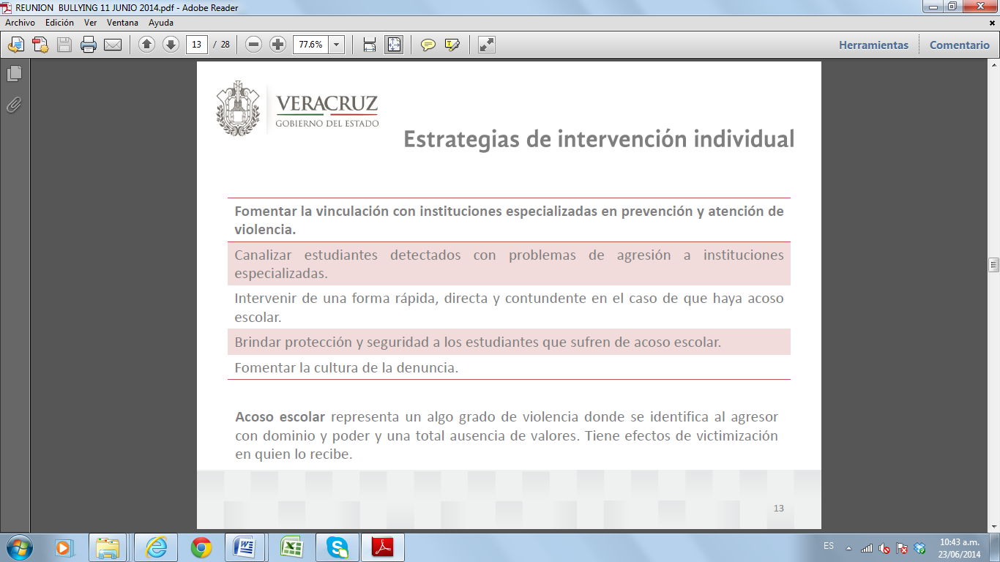 REUNION  BULLYING 11 JUNIO 2014.pdf - Adobe Reader
Archivo Edición Ver Ventana Ayuda
13 / 28 77.6% Herramientas Comentario
VERACRUZ
GOBIERNO DEL ESTADO
Estrategias de intervención individual
Fomentar la vinculación con instituciones especializadas en prevención y atención de
violencia.
Canalizar estudiantes detectados con problemas de agresión a instituciones
especializadas.
Intervenir de una forma rápida, directa y contundente en el caso de que haya acoso
escolar.
Brindar protección y seguridad a los estudiantes que sufren de acoso escolar.
Fomentar la cultura de la denuncia.
Acoso escolar representa un algo grado de violencia donde se identifica al agresor
con dominio y poder y una total ausencia de valores. Tiene efectos de victimización
en quien lo recibe.
13
ES
10:43 a.m.
23/06/2014